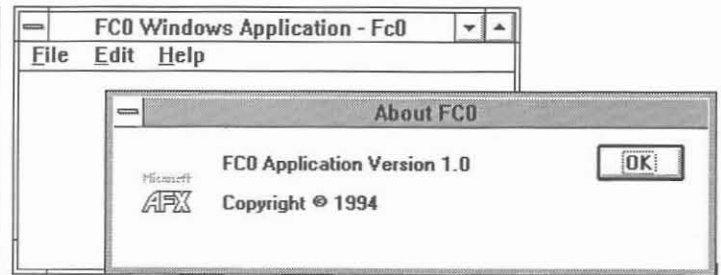 FC0 Windows Application - Fc0
File Edit Help
About FC0
FC0 Application Version 1.0
OK
Microsoft
AFX
Copyright © 1994